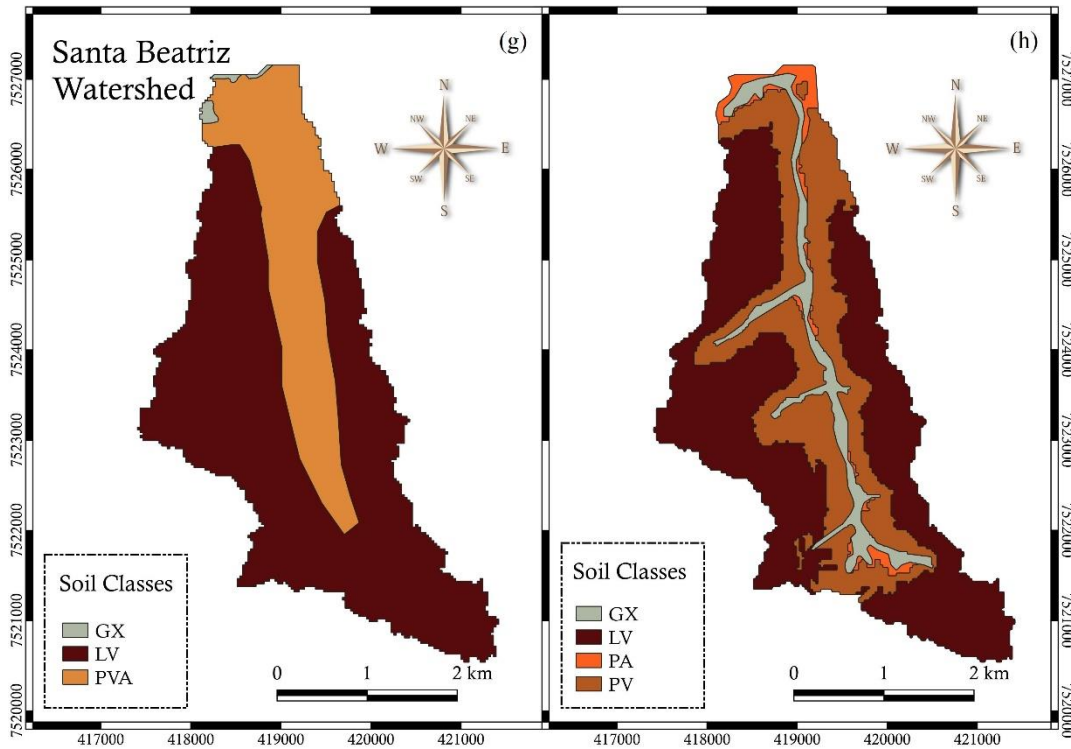 Santa Beatriz
Watershed
(g)
N
NW
NE
W
E
SW
SE
S
7527000
7526000
7525000
7524000
7523000
7522000
7521000
7520000
Soil Classes
GX
LV
PVA
0 1 2 km
417000 418000 419000 420000 421000
(h)
N
NW
NE
W
E
SW
SE
S
7527000
7526000
7525000
7524000
7523000
7522000
7521000
7520000
Soil Classes
GX
LV
PA
PV
0 1 2 km
417000 418000 419000 420000 421000